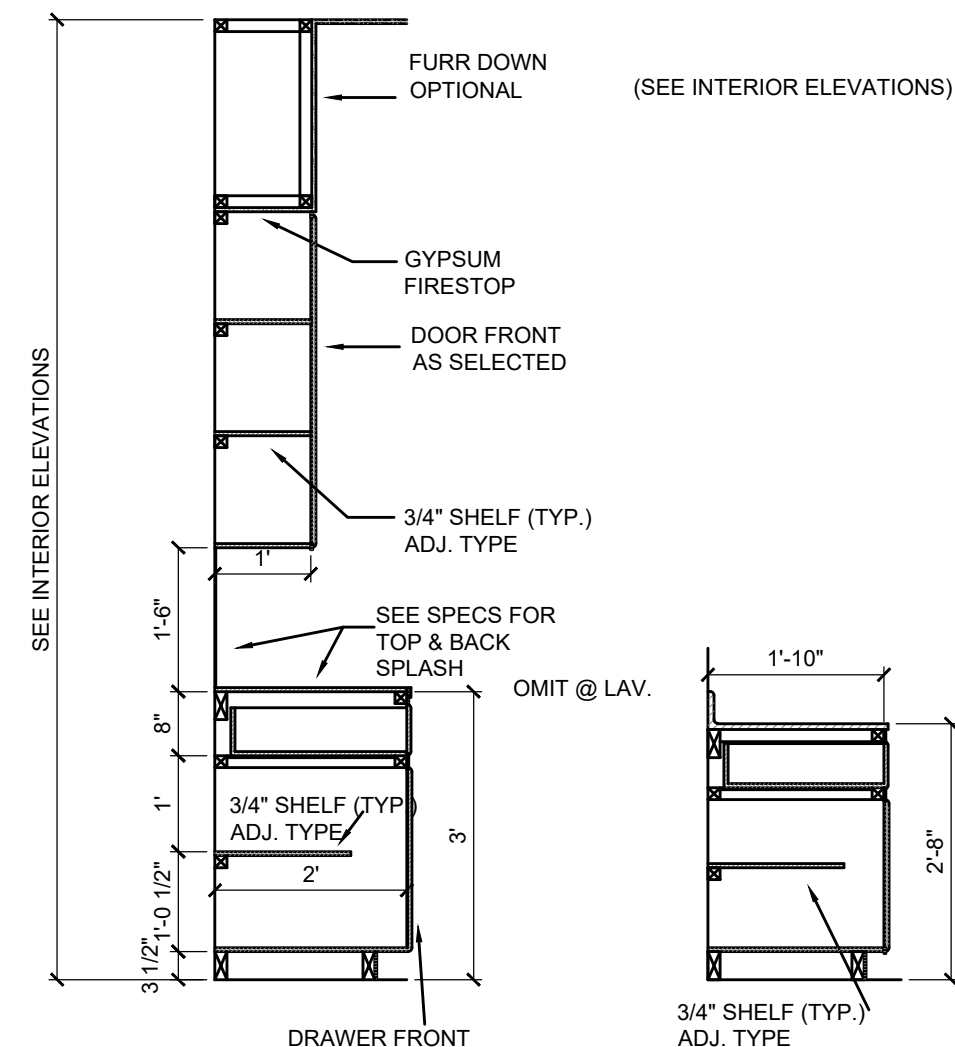 FURR DOWN
OPTIONAL
(SEE INTERIOR ELEVATIONS)
GYPSUM
FIRESTOP
DOOR FRONT
AS SELECTED
SEE INTERIOR ELEVATIONS
3/4" SHELF (TYP.)
ADJ. TYPE
1'
1'-6"
SEE SPECS FOR
TOP & BACK
SPLASH
OMIT @ LAV.
1'-10"
8"
1'
3/4" SHELF (TYP.)
ADJ. TYPE
3'
2'
2'-8"
1'-0 1/2"
3 1/2"
DRAWER FRONT
3/4" SHELF (TYP.)
ADJ. TYPE